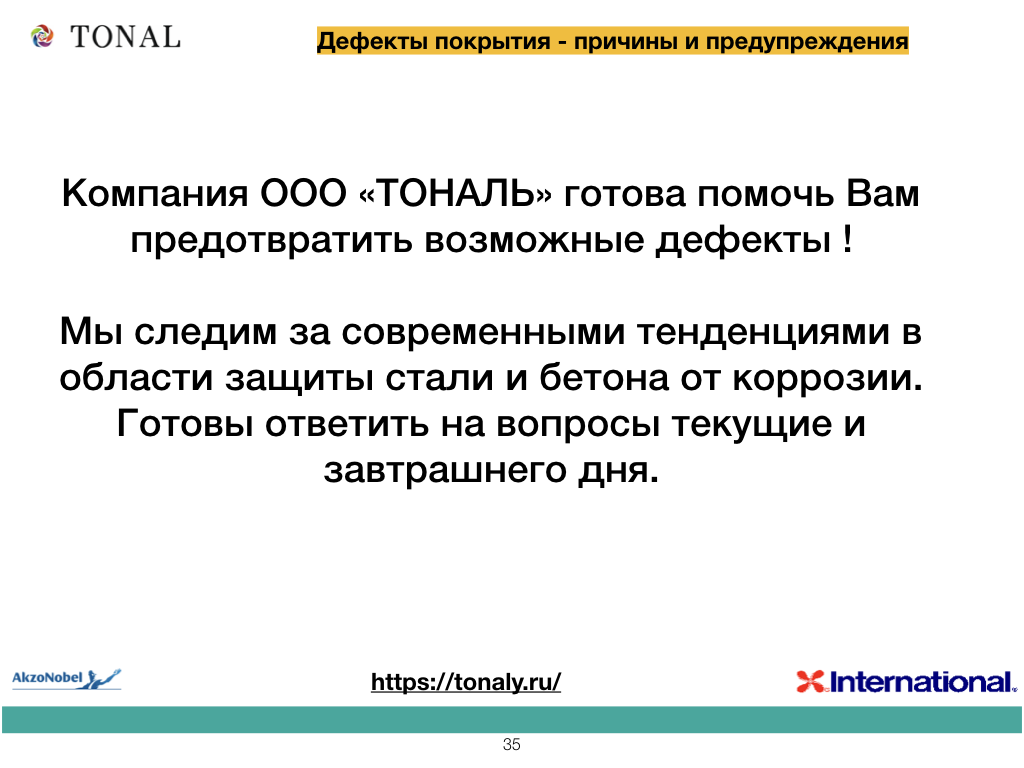 TONAL
Дефекты покрытия - причины и предупреждения
Компания ООО «ТОНАЛЬ» готова помочь Вам
предотвратить возможные дефекты !
Мы следим за современными тенденциями в
области защиты стали и бетона от коррозии.
Готовы ответить на вопросы текущие и
завтрашнего дня.
AkzoNobel
https://tonaly.ru/
International
35